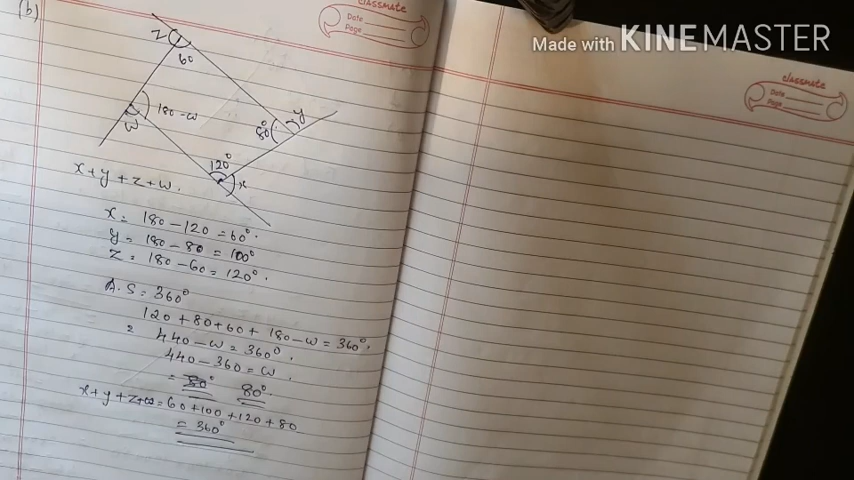 (b)
classmate
Date
Page
Made with KINEMASTER
classmate
Date
Page
z
60
y
80°
180-w
w
120°
x
x+y+z+w.
x = 180-120 = 60°.
y = 180-80 = 100°
z = 180-60 = 120°.
A.S = 360°
120+80+60+ 180-w = 360°.
= 440-w = 360°.
440-360 = w.
= 80° 80°
x+y+z+w = 60+100+120+80
= 360°